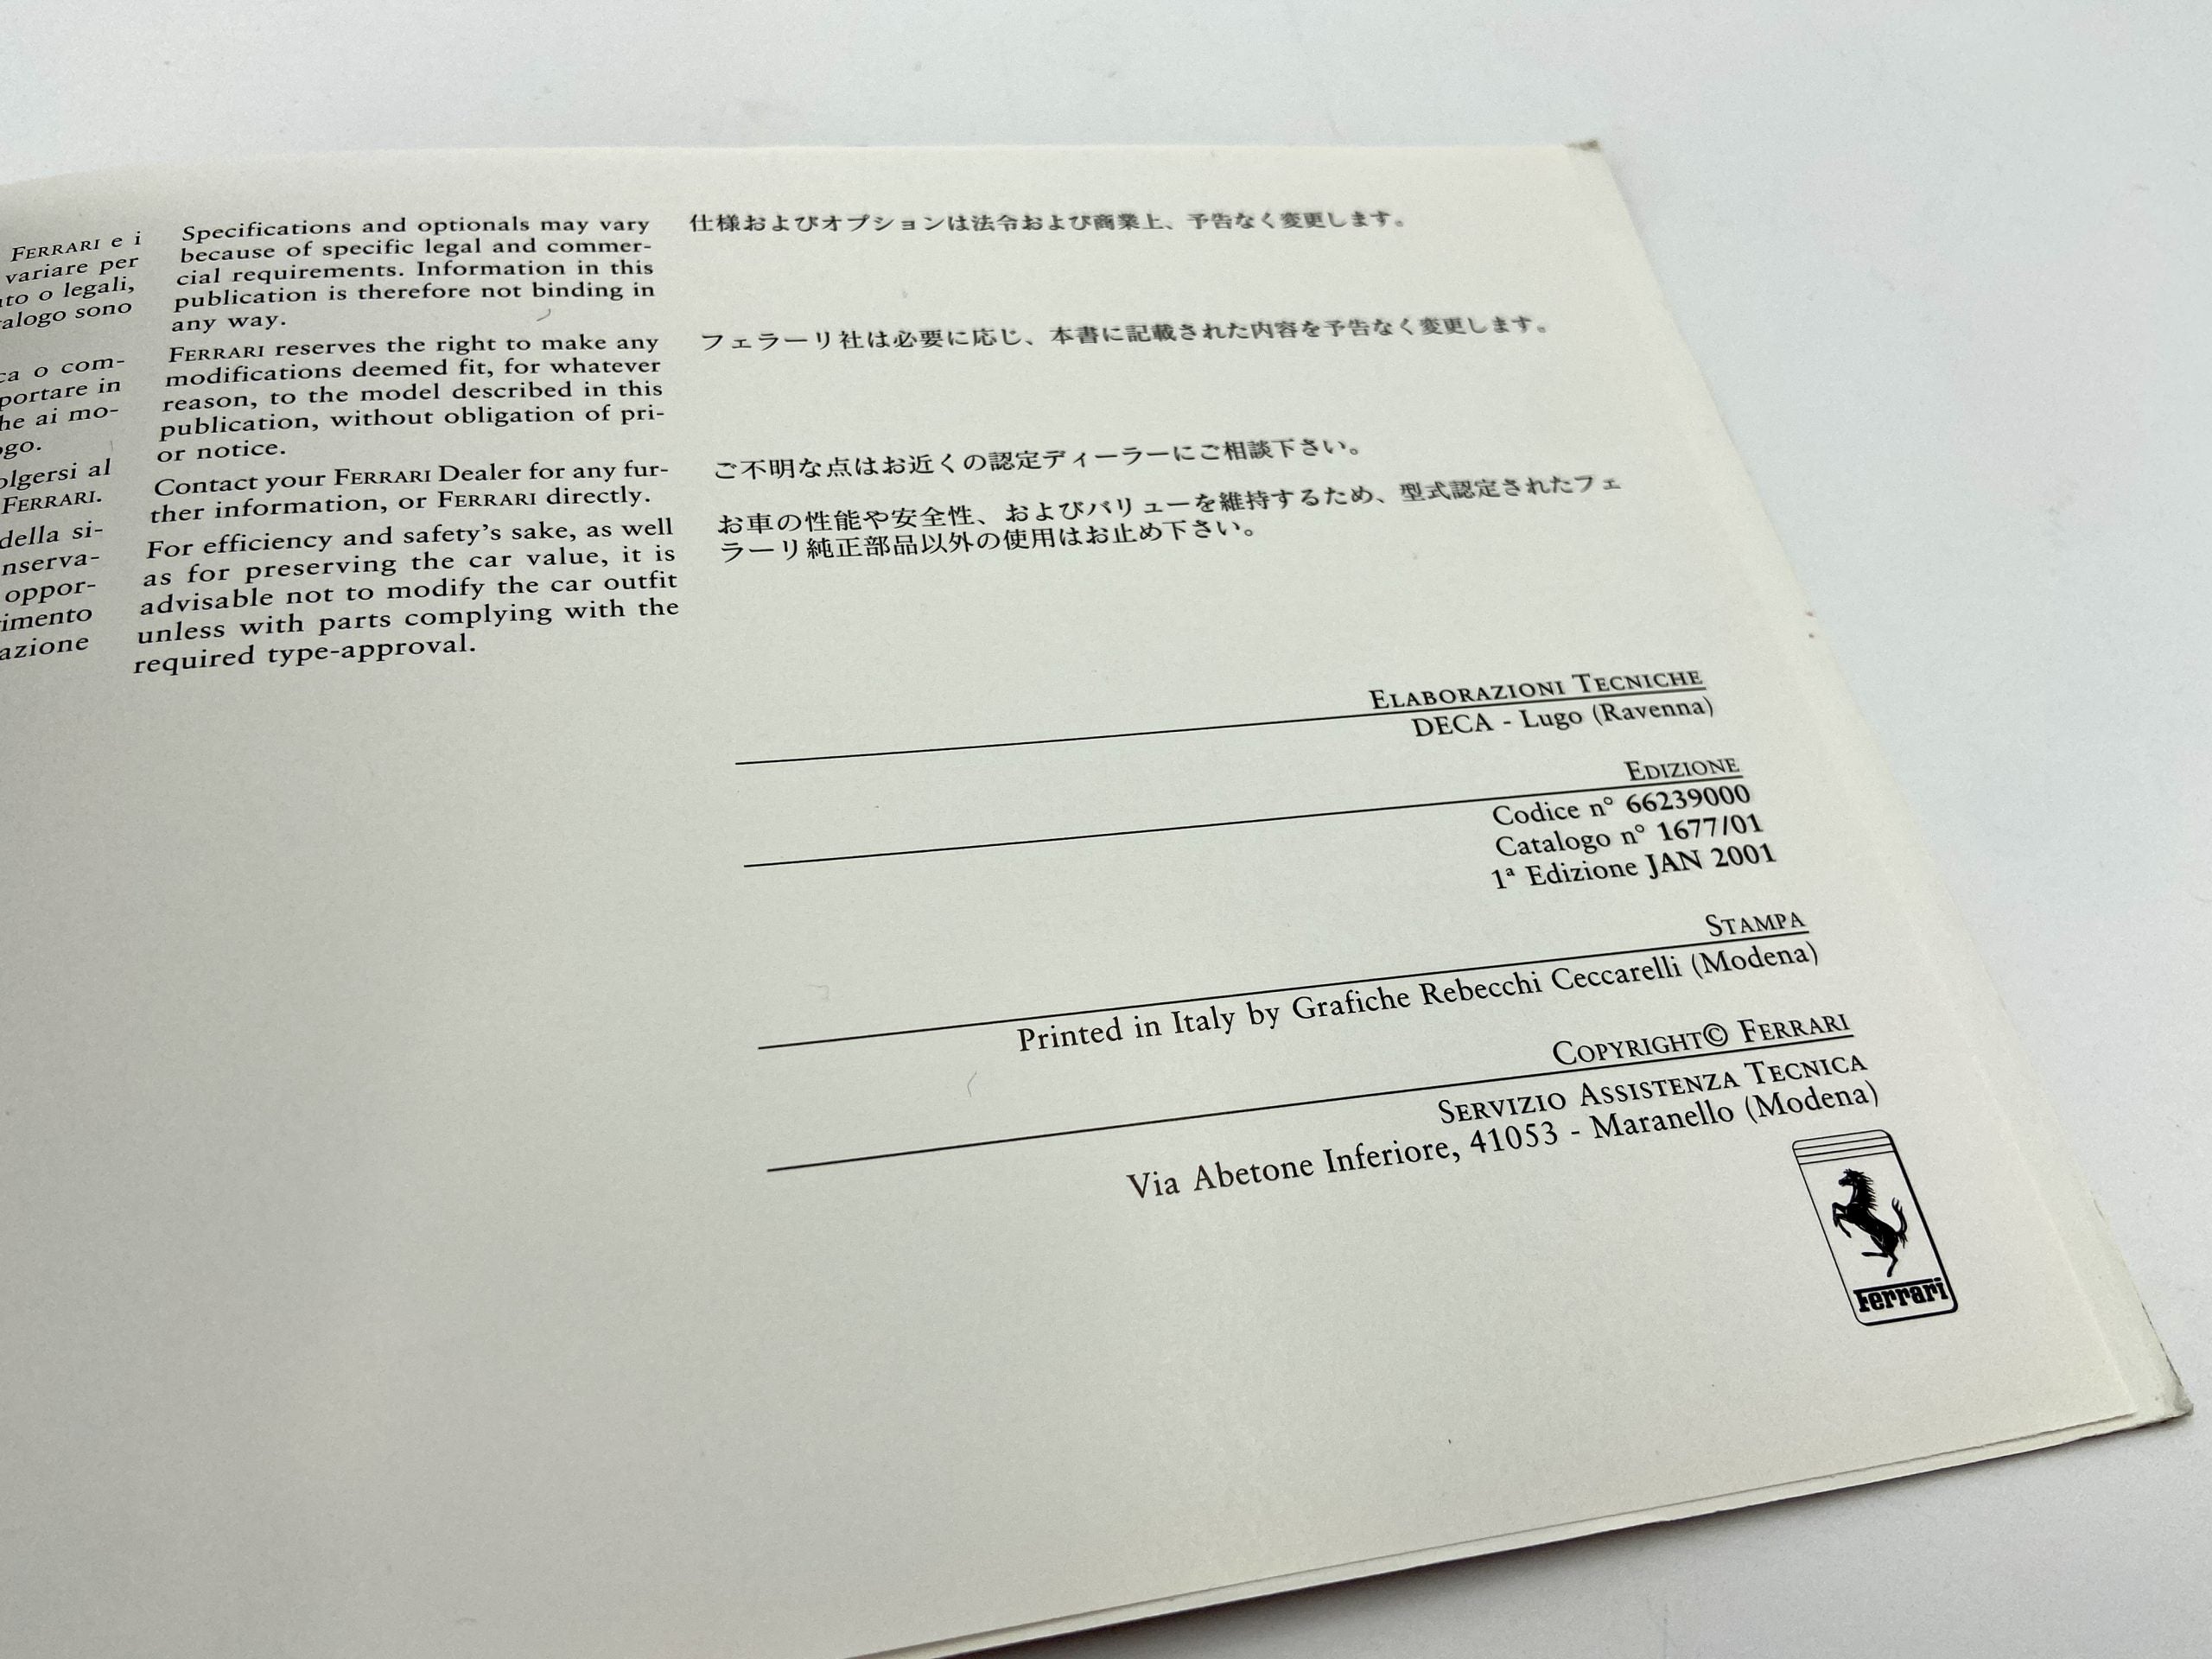 FERRARI e i
variare per
o legali,
sono
o com-
portare in
ai mo-
al
FERRARI.
della si-
Specifications and optionals may vary
because of specific legal and commer-
cial requirements. Information in this
publication is therefore not binding in
any way.
FERRARI reserves the right to make any
modifications deemed fit, for whatever
reason, to the model described in this
publication, without obligation of pri-
or notice.
Contact your FERRARI Dealer for any fur-
ther information, or FERRARI directly.
For efficiency and safety's sake, as well
as for preserving the car value, it is
advisable not to modify the car outfit
unless with parts complying with the
required type-approval.
仕様およびオプションは法令および商業上、予告なく変更します。
フェラーリ社は必要に応じ、本書に記載された内容を予告なく変更します。
ご不明な点はお近くの認定ディーラーにご相談下さい。
お車の性能や安全性、およびバリューを維持するため、型式認定されたフェ
ラーリ純正部品以外の使用はお止め下さい。
ELABORAZIONI TECNICHE
DECA - Lugo (Ravenna)
EDIZIONE
Codice n° 66239000
Catalogo n° 1677/01
1ª Edizione JAN 2001
STAMPA
Printed in Italy by Grafiche Rebecchi Ceccarelli (Modena)
COPYRIGHT© FERRARI
SERVIZIO ASSISTENZA TECNICA
Via Abetone Inferiore, 41053 - Maranello (Modena)
Ferrari